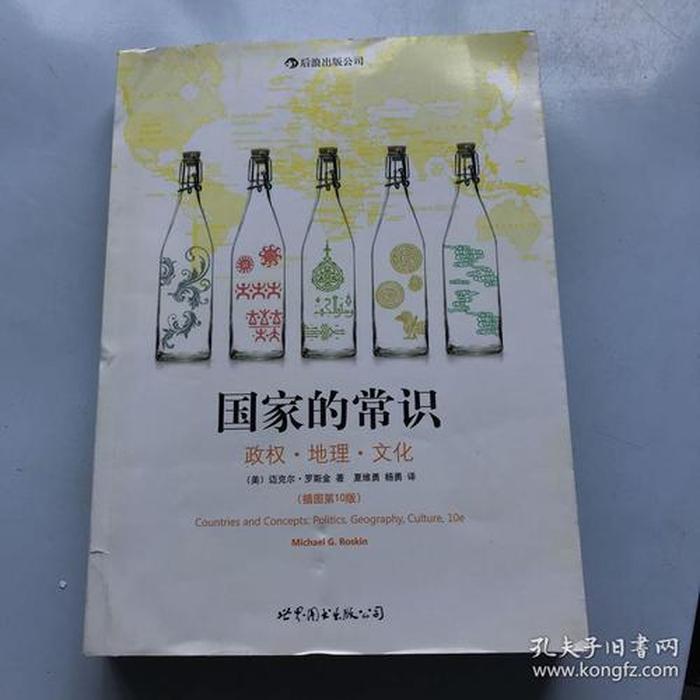 后浪出版公司
国家的常识
政权·地理·文化
（美）迈克尔·罗斯金 著 夏维勇 杨勇 译
（插图第10版）
Countries and Concepts: Politics, Geography, Culture, 10e
Michael G. Roskin
世界图书出版公司
孔夫子旧书网
www.kongfz.com